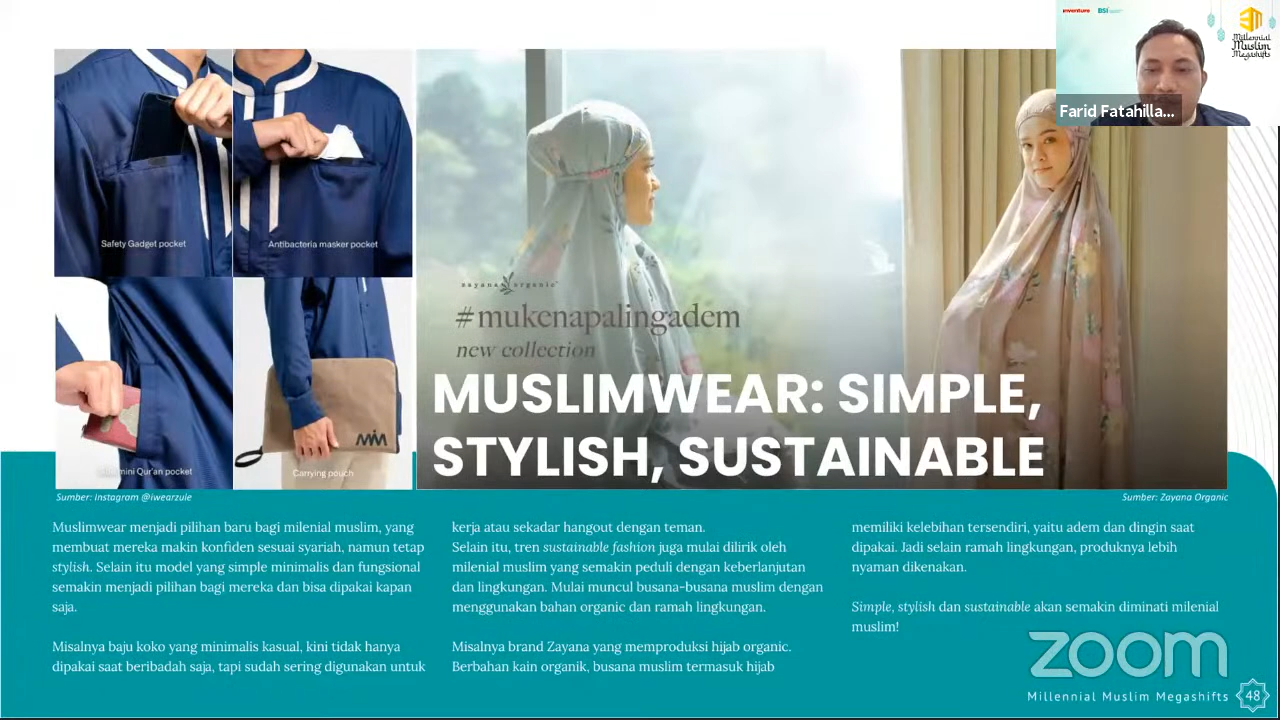 inventure
BSI
Millennial
Muslim
Megashifts
Farid Fatahilla...
Safety Gadget pocket
Antibacteria masker pocket
mini Qur'an pocket
Carrying pouch
zayana organic
#mukenapalingadem
new collection
MUSLIMWEAR: SIMPLE,
STYLISH, SUSTAINABLE
Sumber: Instagram @iwearzule
Sumber: Zayana Organic
Muslimwear menjadi pilihan baru bagi milenial muslim, yang
membuat mereka makin konfiden sesuai syariah, namun tetap
stylish. Selain itu model yang simple minimalis dan fungsional
semakin menjadi pilihan bagi mereka dan bisa dipakai kapan
saja.
Misalnya baju koko yang minimalis kasual, kini tidak hanya
dipakai saat beribadah saja, tapi sudah sering digunakan untuk
kerja atau sekadar hangout dengan teman.
Selain itu, tren sustainable fashion juga mulai dilirik oleh
milenial muslim yang semakin peduli dengan keberlanjutan
dan lingkungan. Mulai muncul busana-busana muslim dengan
menggunakan bahan organic dan ramah lingkungan.
Misalnya brand Zayana yang memproduksi hijab organic.
Berbahan kain organik, busana muslim termasuk hijab
memiliki kelebihan tersendiri, yaitu adem dan dingin saat
dipakai. Jadi selain ramah lingkungan, produknya lebih
nyaman dikenakan.
Simple, stylish dan sustainable akan semakin diminati milenial
muslim!
zoom
Millennial Muslim Megashifts
48